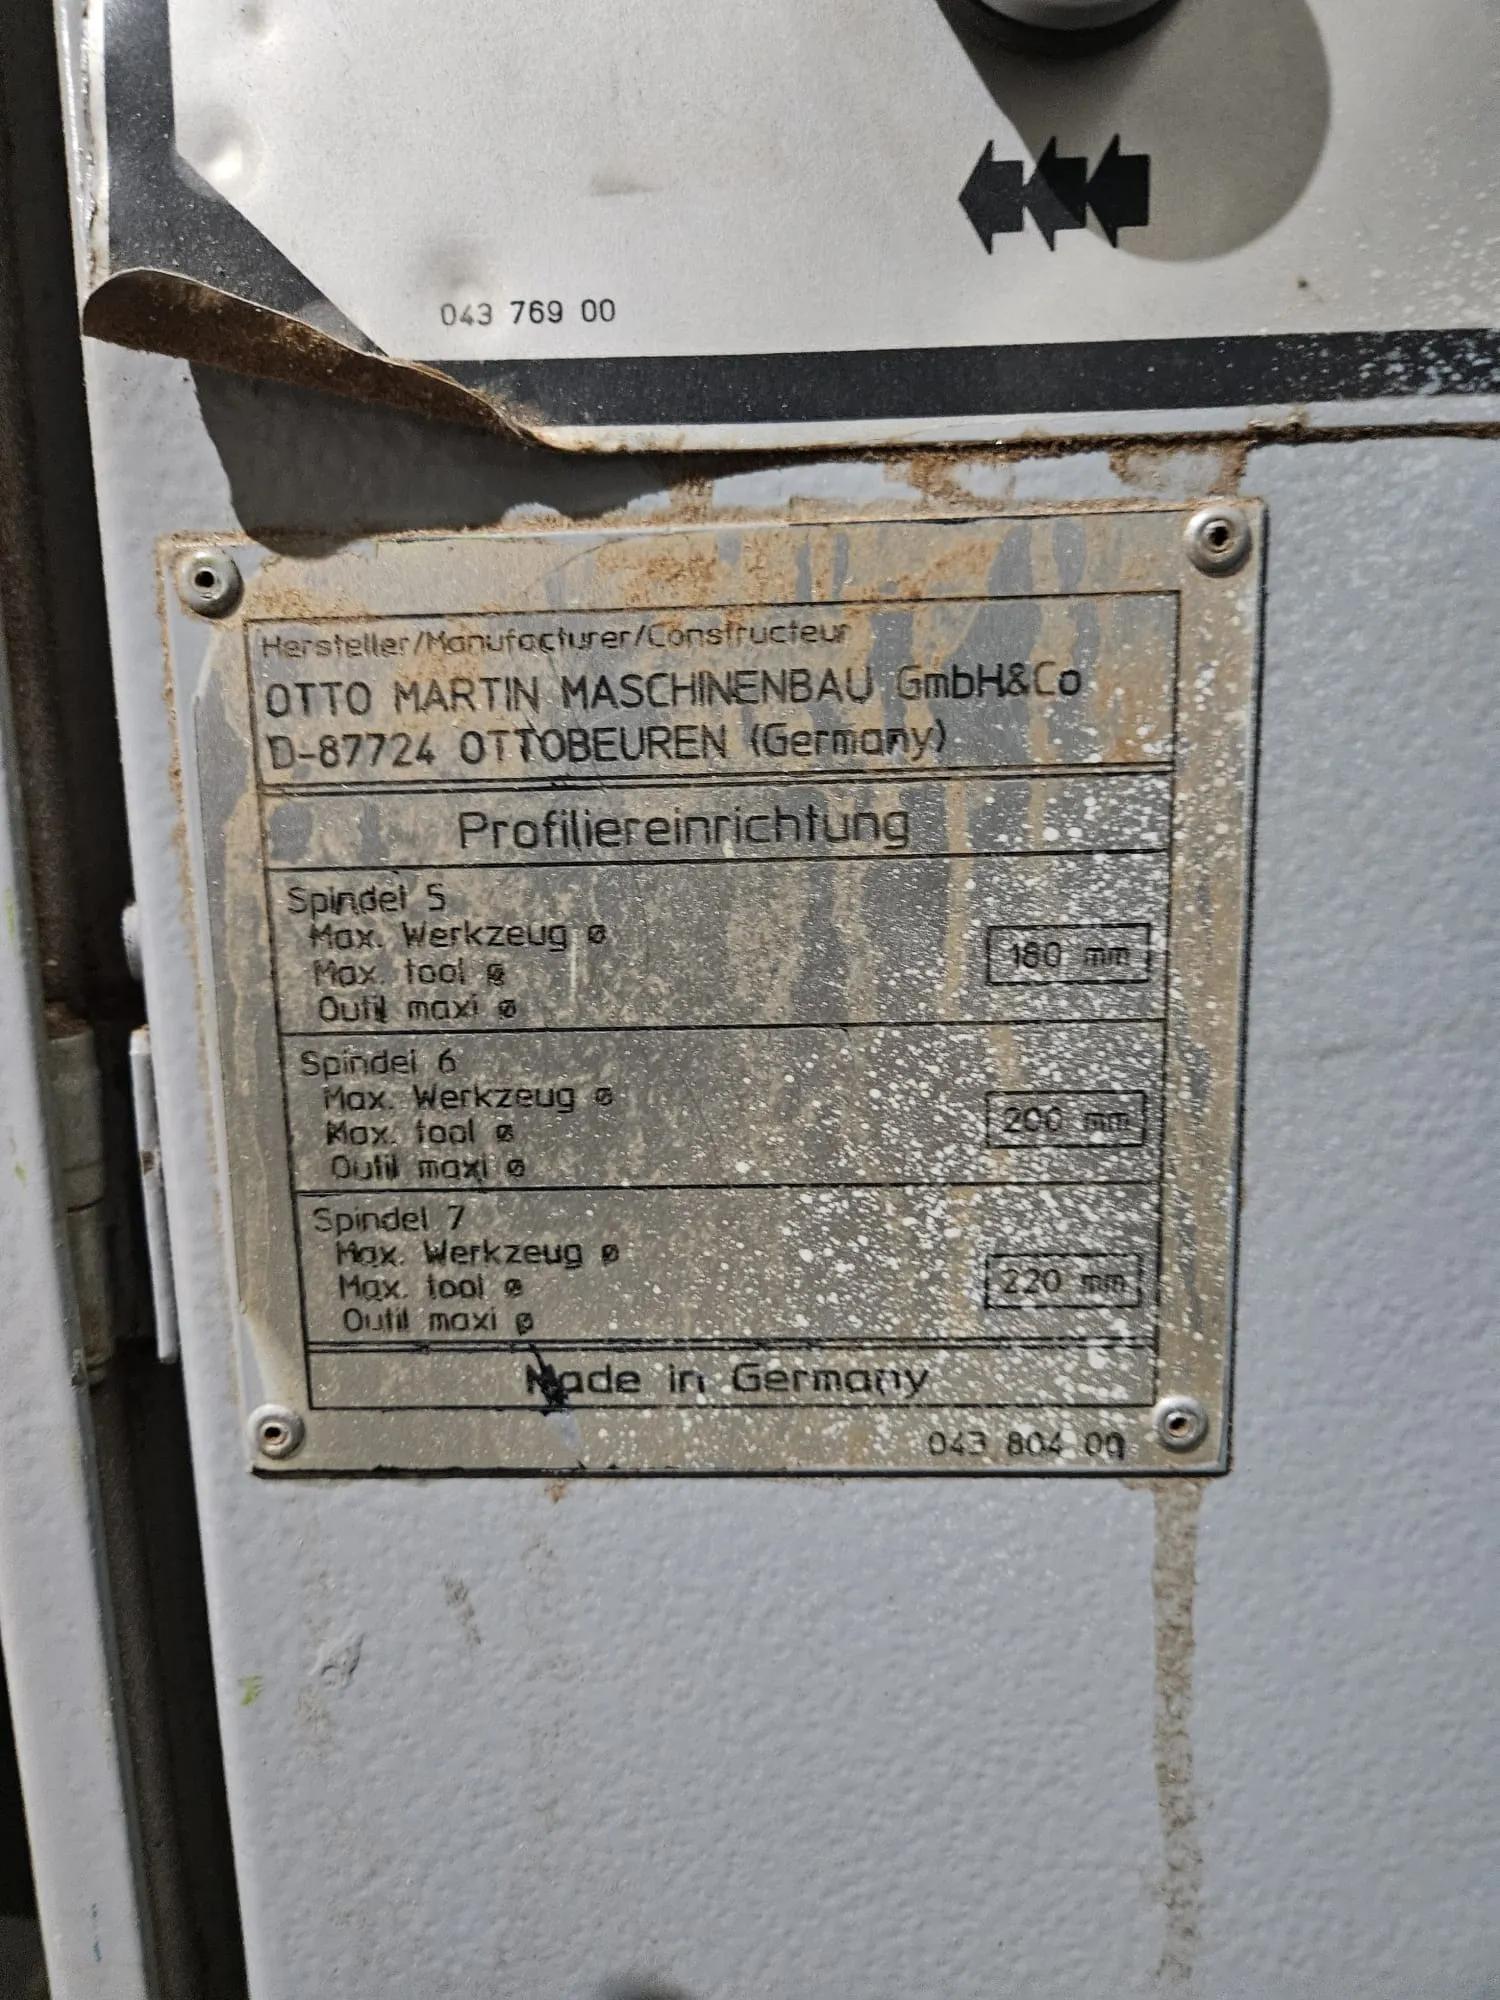 043 769 00
Hersteller/Manufacturer/Constructeur
OTTO MARTIN MASCHINENBAU GmbH&Co
D-87724 OTTOBEUREN (Germany)
Profiliereinrichtung
Spindel 5
Max. Werkzeug ø
Max. tool ø
Outil maxi ø
180 mm
Spindel 6
Max. Werkzeug ø
Max. tool ø
Outil maxi ø
200 mm
Spindel 7
Max. Werkzeug ø
Max. tool ø
Outil maxi ø
220 mm
Made in Germany
043 804 00